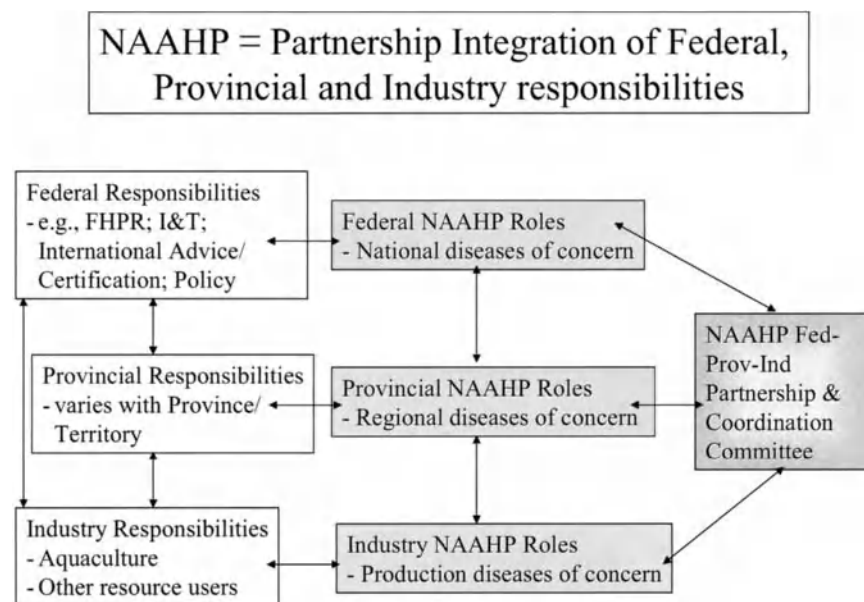 NAAHP = Partnership Integration of Federal,
Provincial and Industry responsibilities
Federal Responsibilities
- e.g., FHPR; I&T;
International Advice/
Certification; Policy
Federal NAAHP Roles
- National diseases of concern
NAAHP Fed-
Prov-Ind
Partnership &
Coordination
Committee
Provincial Responsibilities
- varies with Province/
Territory
Provincial NAAHP Roles
- Regional diseases of concern
Industry Responsibilities
- Aquaculture
- Other resource users
Industry NAAHP Roles
- Production diseases of concern